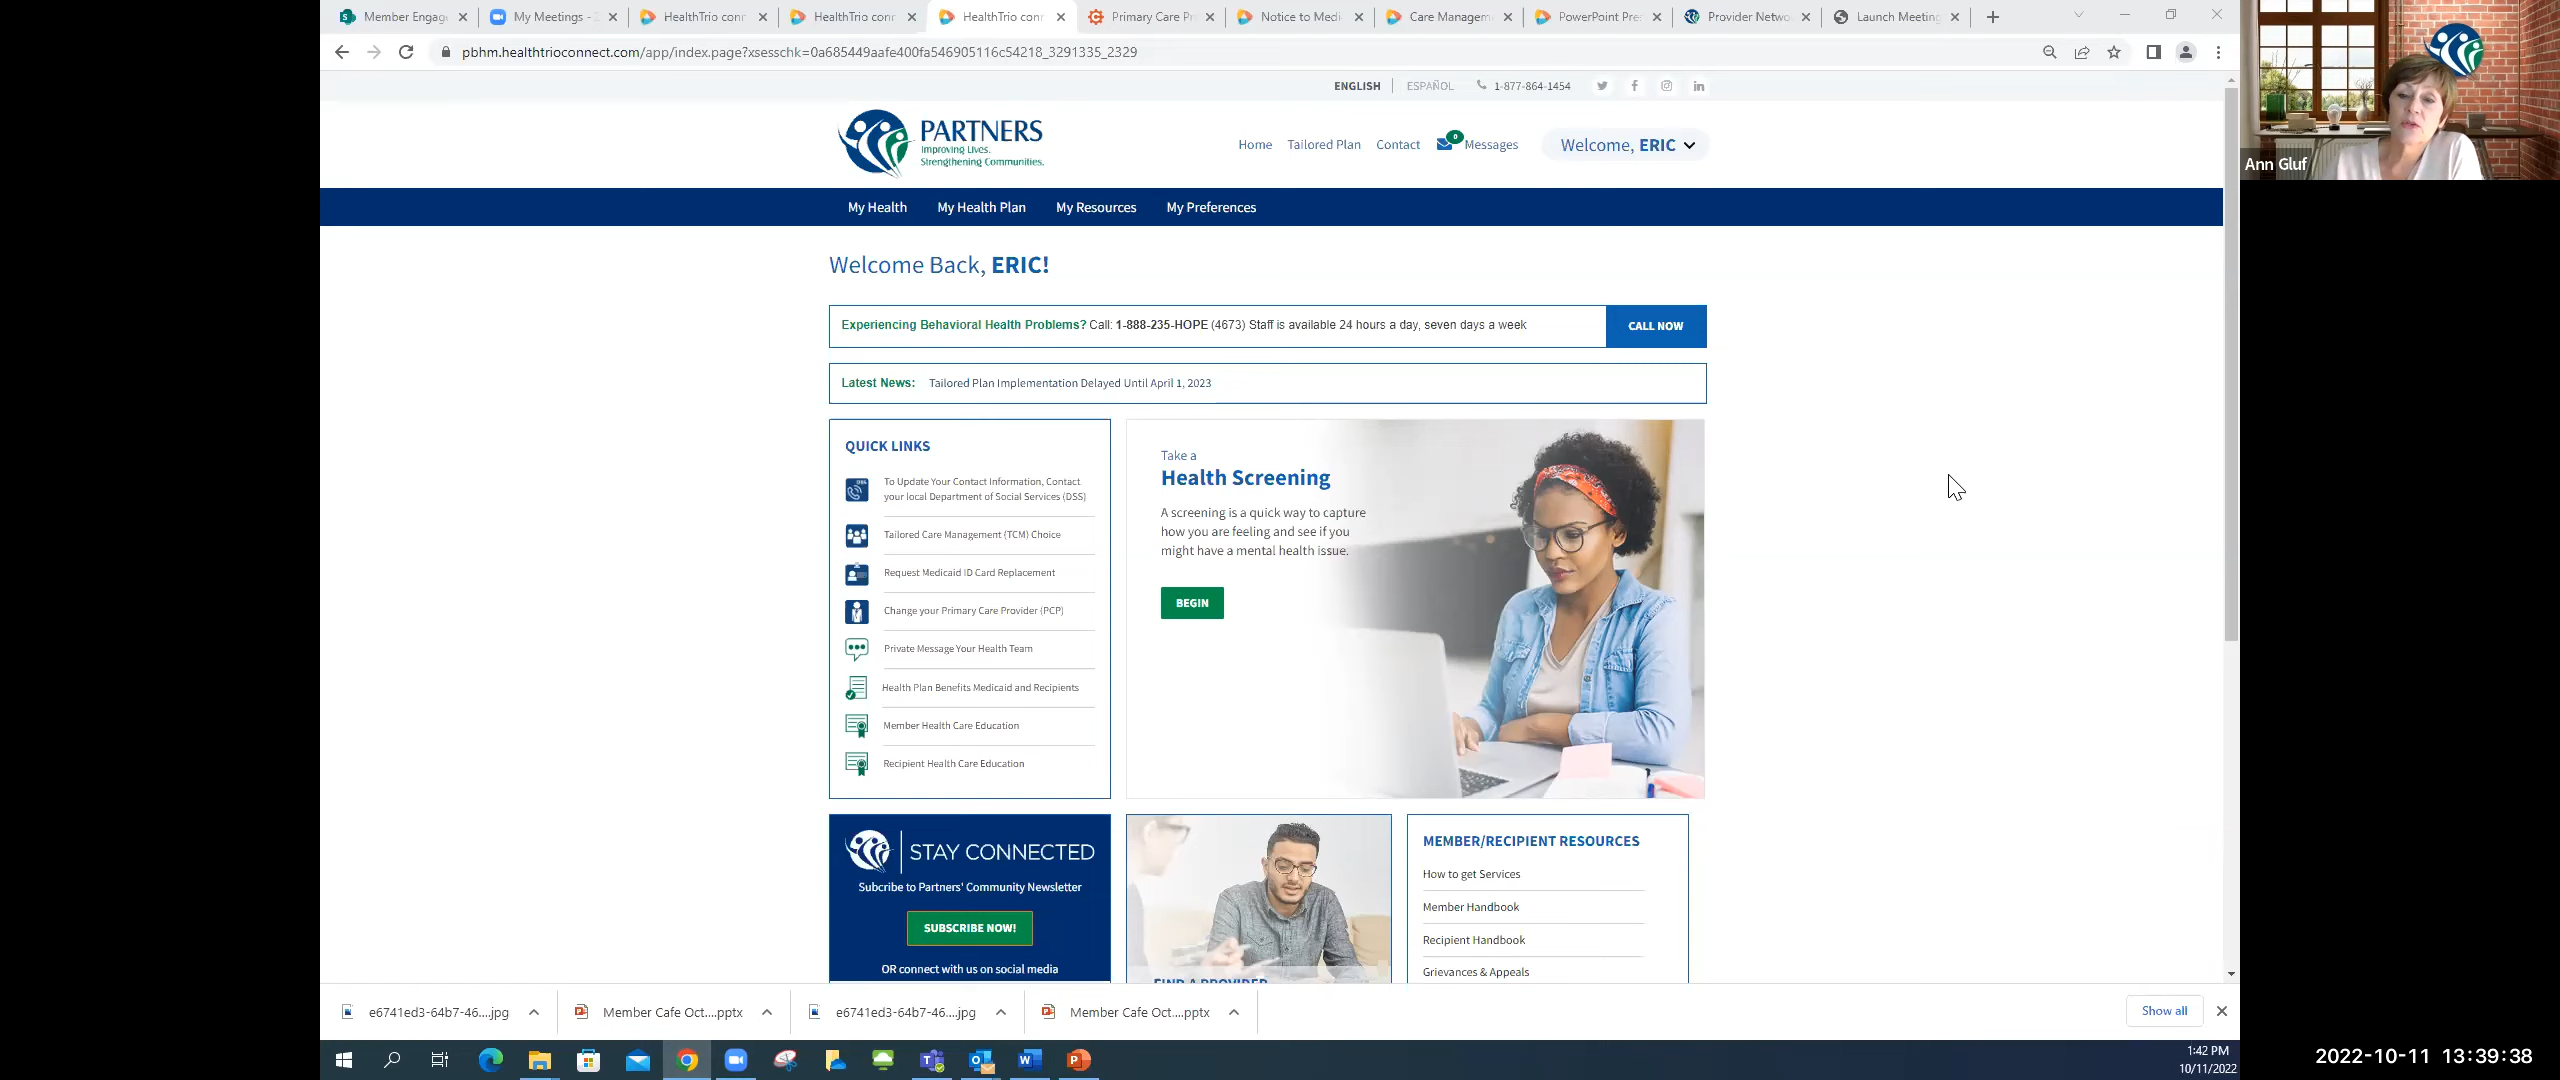 Member Engag
My Meetings -
HealthTrio conn
HealthTrio conn
HealthTrio conn
Primary Care Pr
Notice to Medi
Care Managem
PowerPoint Pre
Provider Netwo
Launch Meeting
pbhm.healthtrioconnect.com/app/index.page?xsesschk=0a685449aafe400fa546905116c54218_3291335_2329
ENGLISH ESPAÑOL 1-877-864-1454
PARTNERS
Improving Lives.
Strengthening Communities.
Home Tailored Plan Contact 0 Messages Welcome, ERIC
My Health My Health Plan My Resources My Preferences
Welcome Back, ERIC!
Experiencing Behavioral Health Problems? Call: 1-888-235-HOPE (4673) Staff is available 24 hours a day, seven days a week
CALL NOW
Latest News: Tailored Plan Implementation Delayed Until April 1, 2023
QUICK LINKS
To Update Your Contact Information, Contact
your local Department of Social Services (DSS)
Tailored Care Management (TCM) Choice
Request Medicaid ID Card Replacement
Change your Primary Care Provider (PCP)
Private Message Your Health Team
Health Plan Benefits Medicaid and Recipients
Member Health Care Education
Recipient Health Care Education
Take a
Health Screening
A screening is a quick way to capture
how you are feeling and see if you
might have a mental health issue.
BEGIN
STAY CONNECTED
Subcribe to Partners' Community Newsletter
SUBSCRIBE NOW!
OR connect with us on social media
FIND A PROVIDER
MEMBER/RECIPIENT RESOURCES
How to get Services
Member Handbook
Recipient Handbook
Grievances & Appeals
e6741ed3-64b7-46....jpg
Member Cafe Oct....pptx
e6741ed3-64b7-46....jpg
Member Cafe Oct....pptx
Show all
1:42 PM
10/11/2022
Ann Gluf
2022-10-11 13:39:38